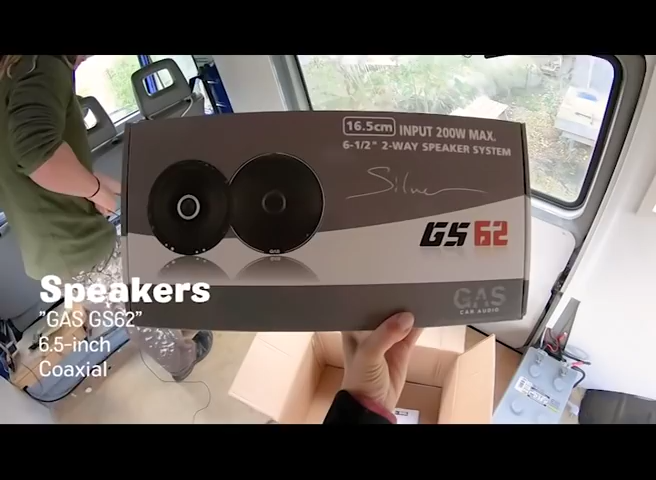 16.5cm INPUT 200W MAX.
6-1/2" 2-WAY SPEAKER SYSTEM
Silver
GS62
GAS
CAR AUDIO
Speakers
"GAS GS62"
6.5-inch
Coaxial